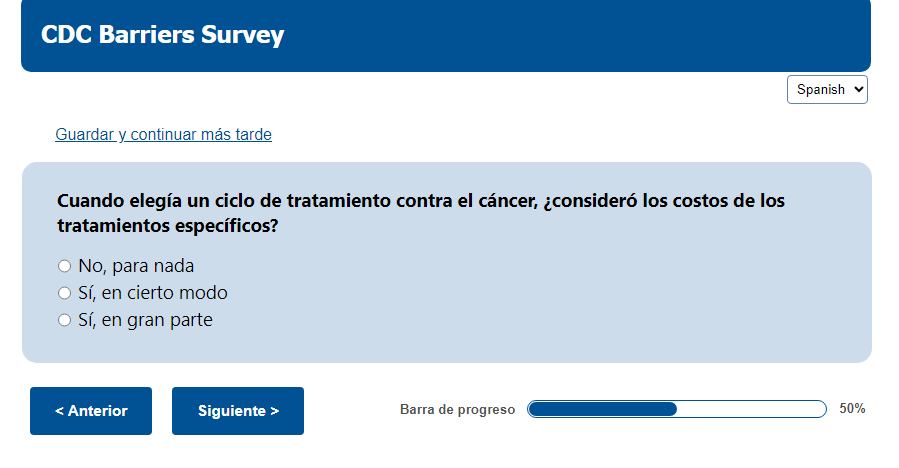 CDC Barriers Survey
Spanish
Guardar y continuar más tarde
Cuando elegía un ciclo de tratamiento contra el cáncer, ¿consideró los costos de los
tratamientos específicos?
No, para nada
Sí, en cierto modo
Sí, en gran parte
< Anterior
Siguiente >
Barra de progreso
50%